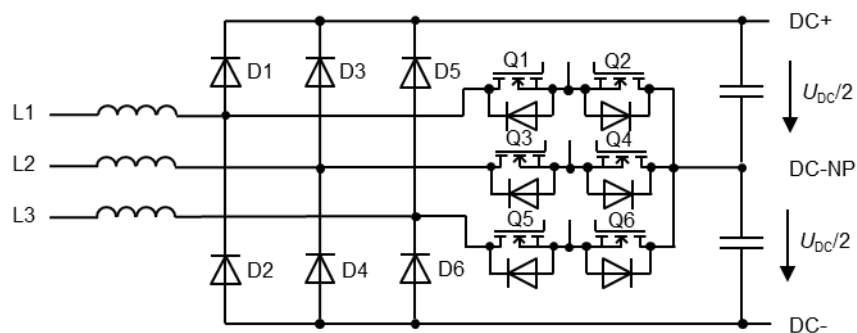 DC+
Q1 Q2
D1 D3 D5
U_DC/2
L1
Q3 Q4
L2
DC-NP
L3
Q5 Q6
U_DC/2
D2 D4 D6
DC-